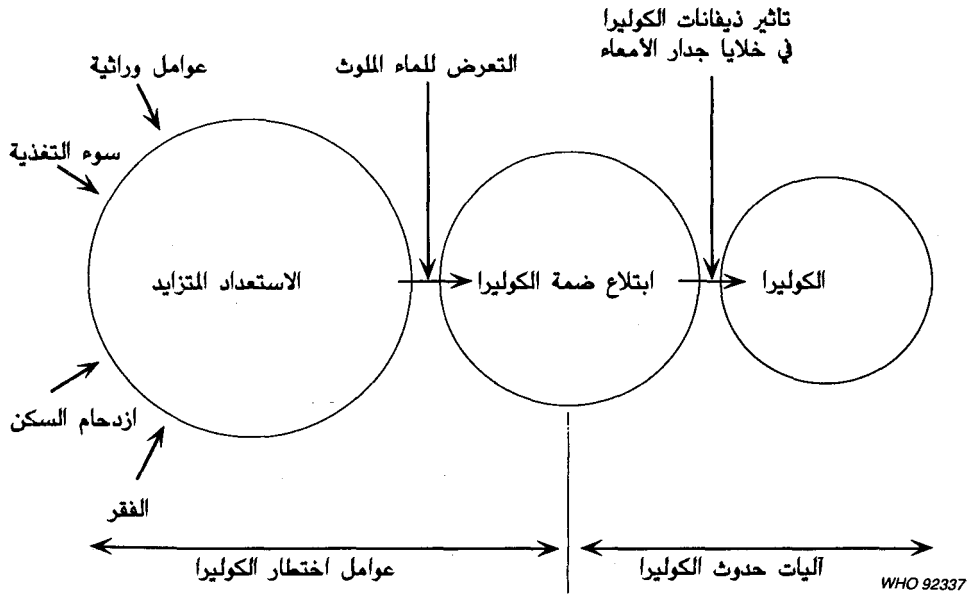 تأثير ذيفانات الكوليرا
في خلايا جدار الأمعاء
التعرض للماء الملوث
عوامل وراثية
سوء التغذية
الاستعداد المتزايد
ابتلاع ضمة الكوليرا
الكوليرا
ازدحام السكن
الفقر
عوامل اختطار الكوليرا
آليات حدوث الكوليرا
WHO 92337